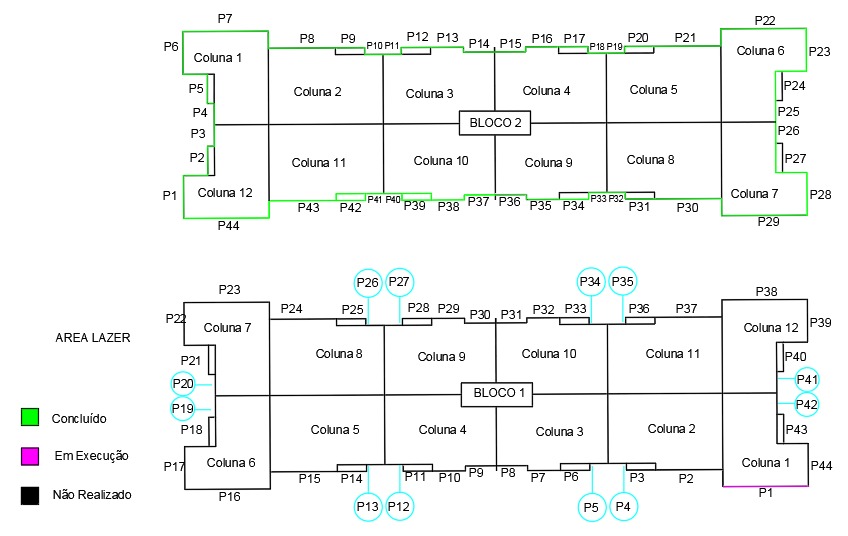 P7
P22
P6
P8
P9
P10
P11
P12
P13
P14
P15
P16
P17
P18
P19
P20
P21
P23
Coluna 1
Coluna 6
P5
Coluna 2
Coluna 3
Coluna 4
Coluna 5
P24
P4
P25
BLOCO 2
P3
P26
P2
Coluna 11
Coluna 10
Coluna 9
Coluna 8
P27
P1
Coluna 12
Coluna 7
P28
P44
P43
P42
P41
P40
P39
P38
P37
P36
P35
P34
P33
P32
P31
P30
P29
P26
P27
P34
P35
P23
P38
P22
P24
P25
P28
P29
P30
P31
P32
P33
P36
P37
P39
Coluna 7
Coluna 12
AREA LAZER
P21
Coluna 8
Coluna 9
Coluna 10
Coluna 11
P40
P20
P41
BLOCO 1
P19
P42
Concluído
P18
Coluna 5
Coluna 4
Coluna 3
Coluna 2
P43
Em Execução
P17
Coluna 6
Coluna 1
P44
P15
P14
P11
P10
P9
P8
P7
P6
P3
P2
Não Realizado
P16
P13
P12
P5
P4
P1